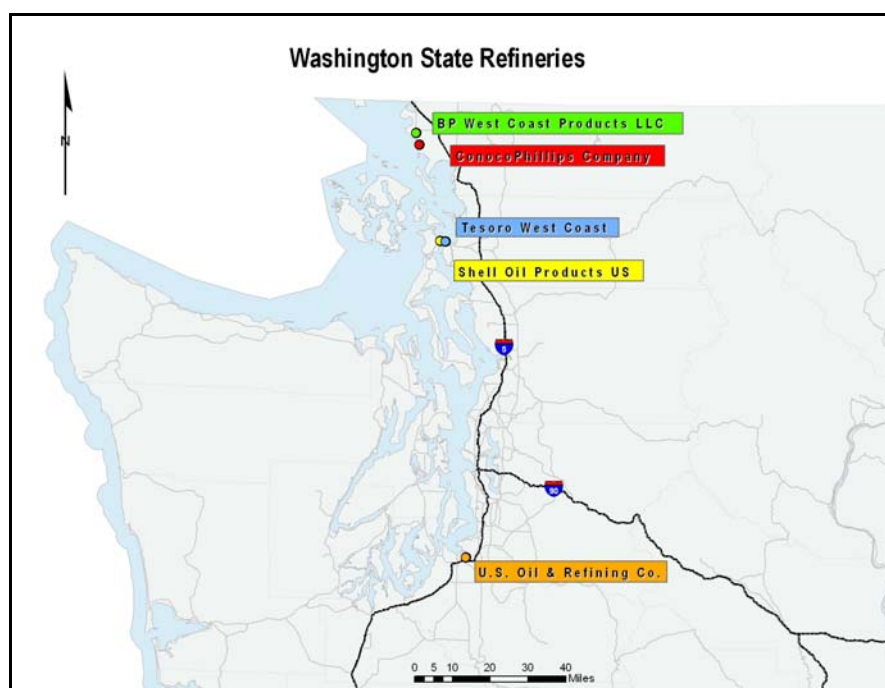 Washington State Refineries
N
BP West Coast Products LLC
ConocoPhillips Company
Tesoro West Coast
Shell Oil Products US
5
90
U.S. Oil & Refining Co.
0 5 10 20 30 40
Miles